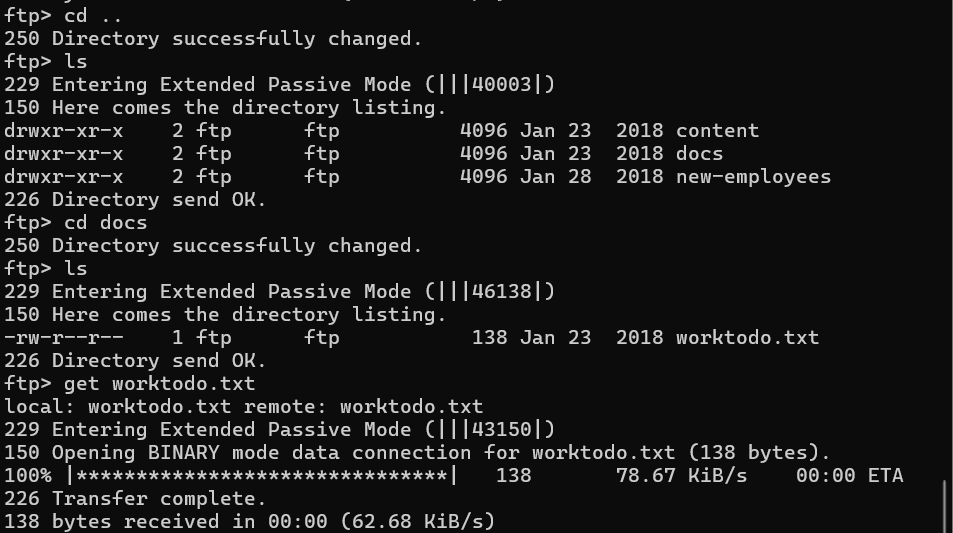 ftp> cd ..
250 Directory successfully changed.
ftp> ls
229 Entering Extended Passive Mode (|||40003|)
150 Here comes the directory listing.
drwxr-xr-x    2 ftp      ftp          4096 Jan 23  2018 content
drwxr-xr-x    2 ftp      ftp          4096 Jan 23  2018 docs
drwxr-xr-x    2 ftp      ftp          4096 Jan 28  2018 new-employees
226 Directory send OK.
ftp> cd docs
250 Directory successfully changed.
ftp> ls
229 Entering Extended Passive Mode (|||46138|)
150 Here comes the directory listing.
-rw-r--r--    1 ftp      ftp           138 Jan 23  2018 worktodo.txt
226 Directory send OK.
ftp> get worktodo.txt
local: worktodo.txt remote: worktodo.txt
229 Entering Extended Passive Mode (|||43150|)
150 Opening BINARY mode data connection for worktodo.txt (138 bytes).
100% |*******************************|   138       78.67 KiB/s    00:00 ETA
226 Transfer complete.
138 bytes received in 00:00 (62.68 KiB/s)